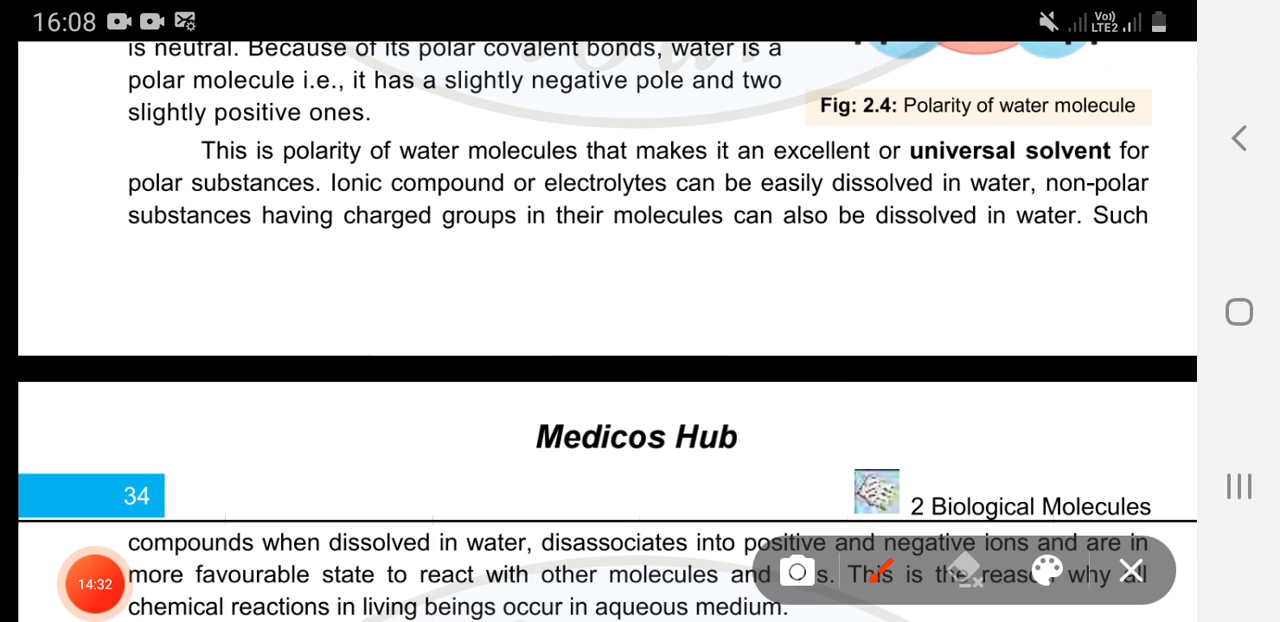 16:08
Vo))
LTE2
is neutral. Because of its polar covalent bonds, water is a
polar molecule i.e., it has a slightly negative pole and two
slightly positive ones.
Fig: 2.4: Polarity of water molecule
This is polarity of water molecules that makes it an excellent or universal solvent for
polar substances. Ionic compound or electrolytes can be easily dissolved in water, non-polar
substances having charged groups in their molecules can also be dissolved in water. Such
Medicos Hub
34
2 Biological Molecules
compounds when dissolved in water, disassociates into positive and negative ions and are in
14:32
more favourable state to react with other molecules and s. This is the reason why all
chemical reactions in living beings occur in aqueous medium.